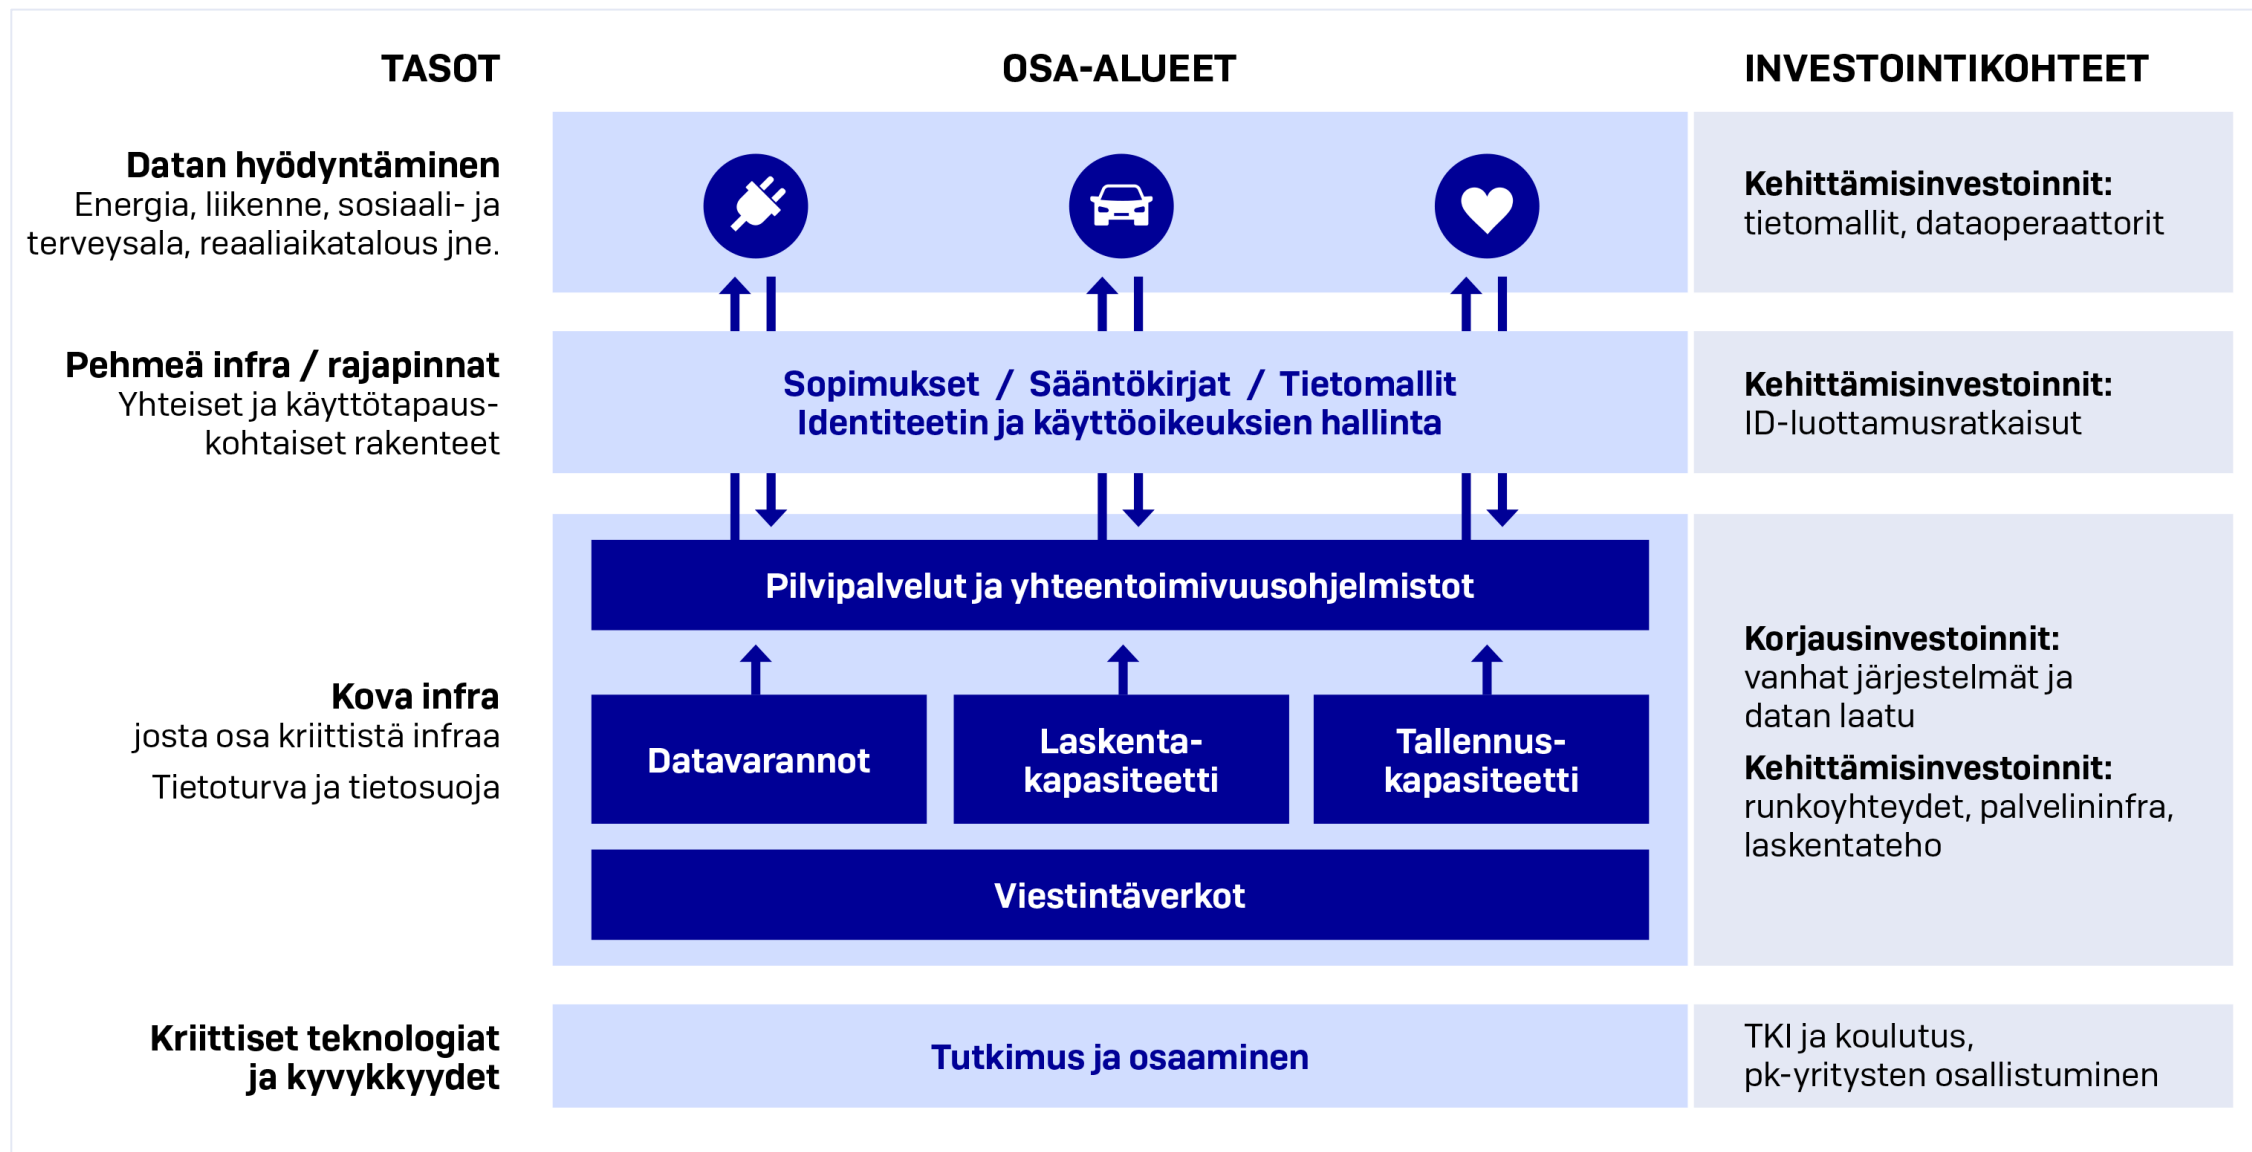 TASOT
OSA-ALUEET
INVESTOINTIKOHTEET
Datan hyödyntäminen
Energia, liikenne, sosiaali- ja
terveysala, reaaliaikatalous jne.
Kehittämisinvestoinnit:
tietomallit, dataoperaattorit
Pehmeä infra / rajapinnat
Yhteiset ja käyttötapaus-
kohtaiset rakenteet
Sopimukset / Sääntökirjat / Tietomallit
Identiteetin ja käyttöoikeuksien hallinta
Kehittämisinvestoinnit:
ID-luottamusratkaisut
Kova infra
josta osa kriittistä infraa
Tietoturva ja tietosuoja
Pilvipalvelut ja yhteentoimivuusohjelmistot
Datavarannot
Laskenta-
kapasiteetti
Tallennus-
kapasiteetti
Viestintäverkot
Korjausinvestoinnit:
vanhat järjestelmät ja
datan laatu
Kehittämisinvestoinnit:
runkoyhteydet, palvelininfra,
laskentateho
Kriittiset teknologiat
ja kyvykkyydet
Tutkimus ja osaaminen
TKI ja koulutus,
pk-yritysten osallistuminen